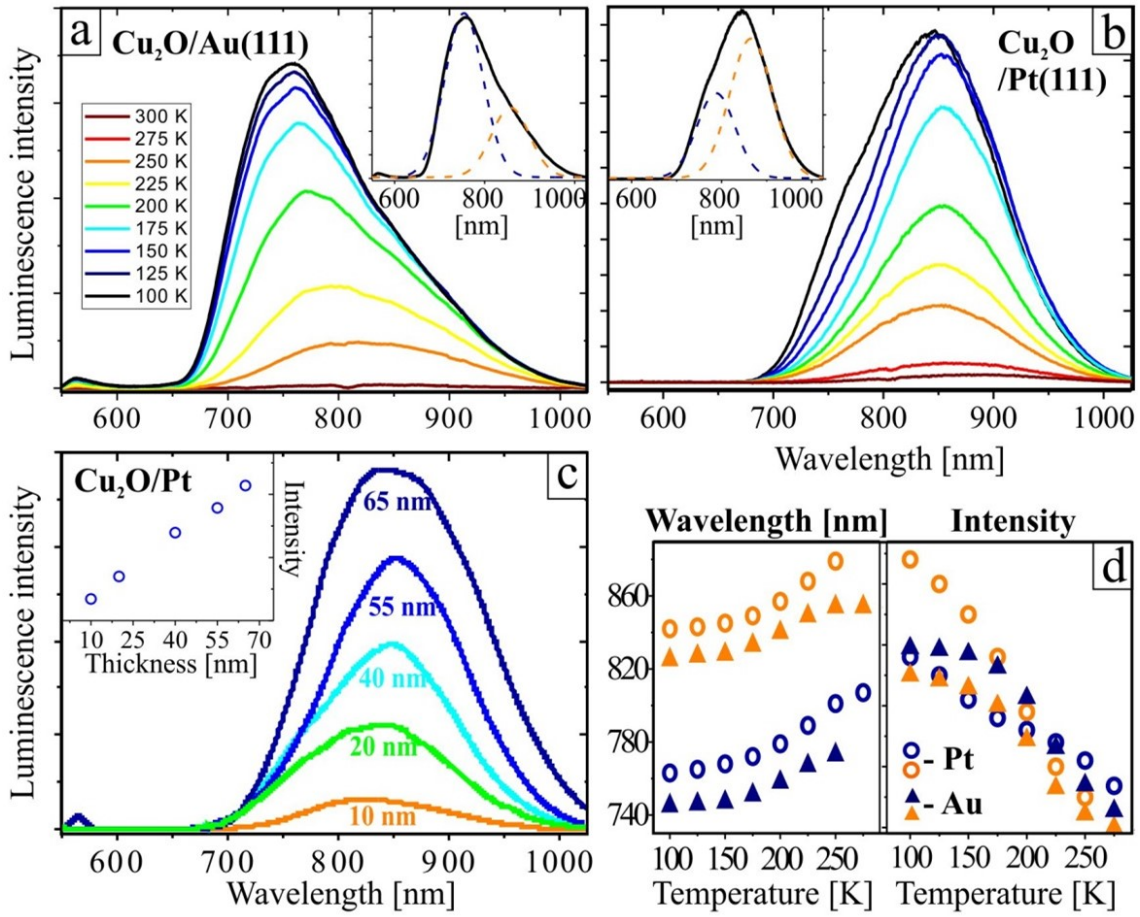 a
Cu₂O/Au(111)
Luminescence intensity
300 K
275 K
250 K
225 K
200 K
175 K
150 K
125 K
100 K
600 800 1000
[nm]
600 700 800 900 1000
b
Cu₂O
/Pt(111)
600 800 1000
[nm]
600 700 800 900 1000
Wavelength [nm]
c
Cu₂O/Pt
Luminescence intensity
Intensity
10 25 40 55 70
Thickness [nm]
65 nm
55 nm
40 nm
20 nm
10 nm
600 700 800 900 1000
Wavelength [nm]
Wavelength [nm] Intensity
d
860
820
780
740
- Pt
- Au
100 150 200 250 100 150 200 250
Temperature [K] Temperature [K]